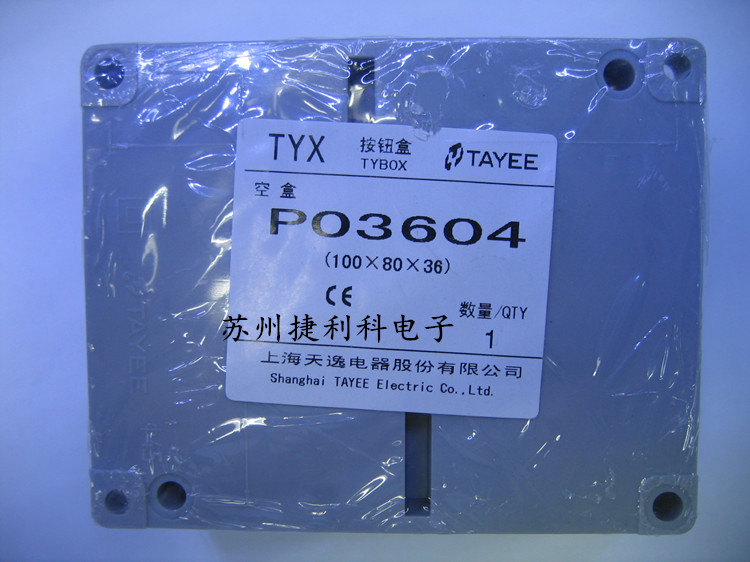 TYX 按钮盒 TAYEE
TYBOX
空盒
PO3604
(100×80×36)
CE 数量/QTY
苏州捷利科电子 1
上海天逸电器股份有限公司
Shanghai TAYEE Electric Co.,Ltd.
TAYEE